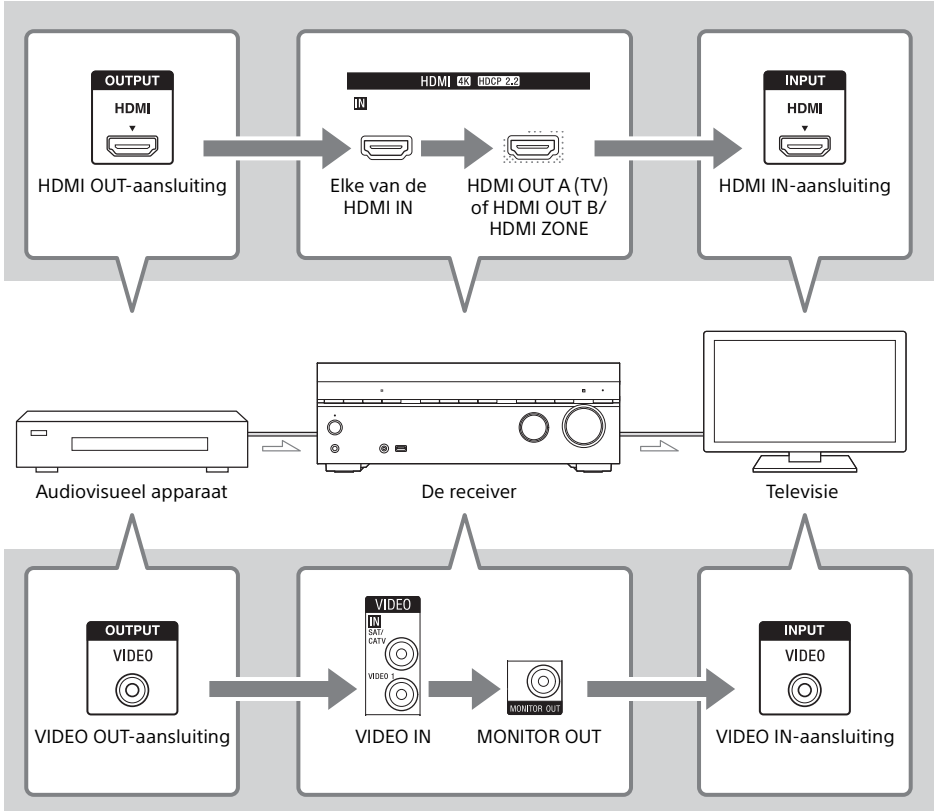 OUTPUT
HDMI
HDMI OUT-aansluiting
HDMI 4K HDCP 2.2
IN
Elke van de
HDMI IN
HDMI OUT A (TV)
of HDMI OUT B/
HDMI ZONE
INPUT
HDMI
HDMI IN-aansluiting
Audiovisueel apparaat
De receiver
Televisie
OUTPUT
VIDEO
VIDEO OUT-aansluiting
VIDEO
IN
SAT/
CATV
VIDEO 1
VIDEO IN
MONITOR OUT
MONITOR OUT
INPUT
VIDEO
VIDEO IN-aansluiting